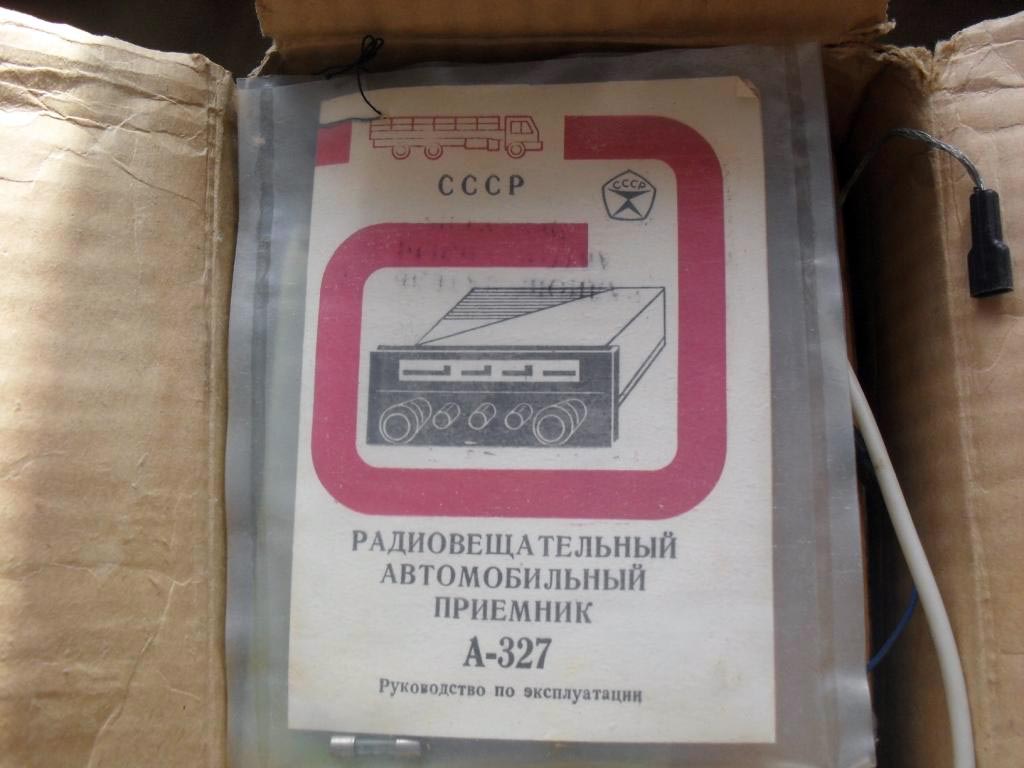 СССР
СССР
РАДИОВЕЩАТЕЛЬНЫЙ
АВТОМОБИЛЬНЫЙ
ПРИЕМНИК
А-327
Руководство по эксплуатации